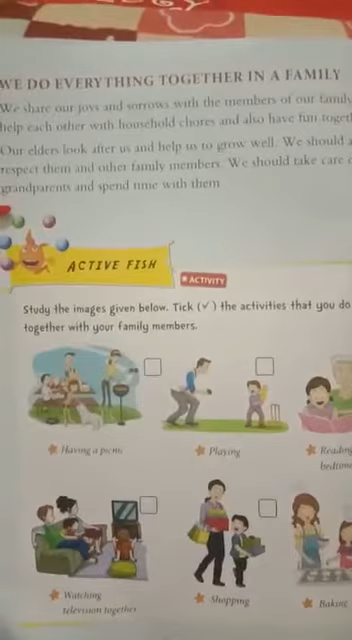 WE DO EVERYTHING TOGETHER IN A FAMILY
We share our joys and sorrows with the members of our family
help each other with household chores and also have fun toget
Our elders look after us and help us to grow well. We should a
respect them and other family members. We should take care
grandparents and spend time with them
ACTIVE FISH
ACTIVITY
Study the images given below. Tick (✓) the activities that you do
together with your family members.
Having a picnic
Playing
Reading
bedtime
Watching
television together
Shopping
Baking